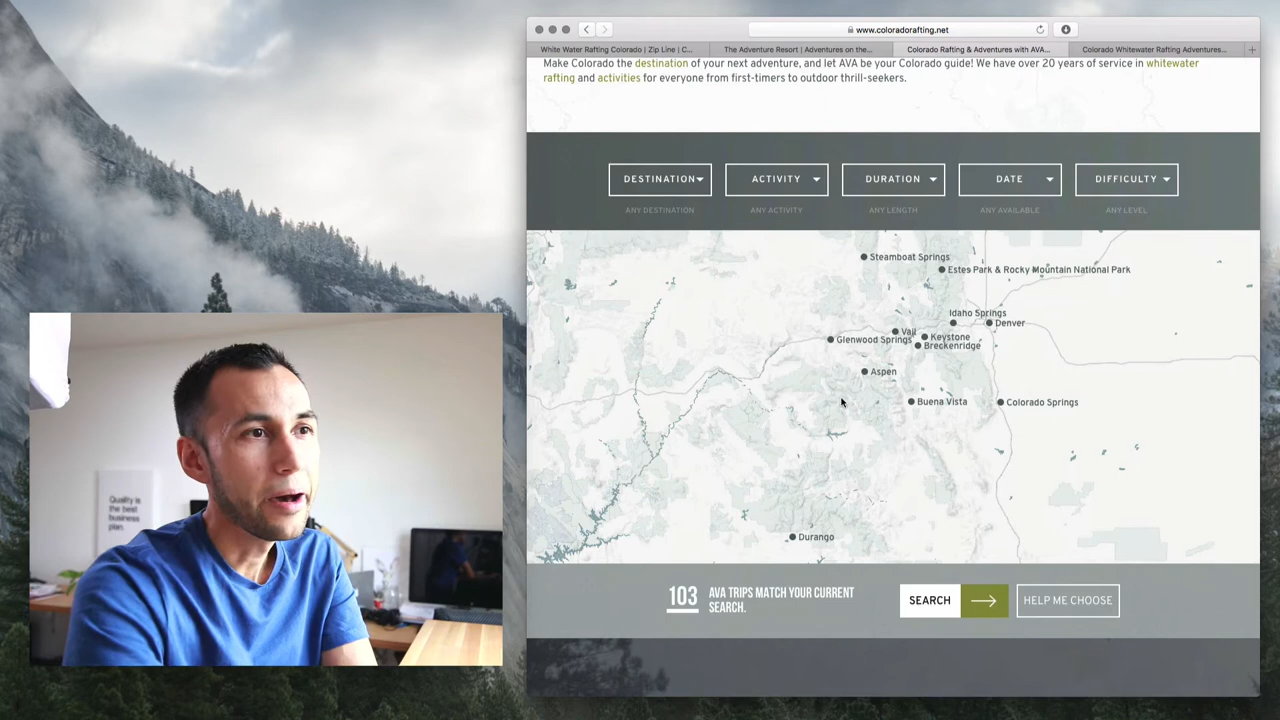 www.coloradorafting.net
White Water Rafting Colorado | Zip Line | C...
The Adventure Resort | Adventures on the...
Colorado Rafting & Adventures with AVA...
Colorado Whitewater Rafting Adventures...
Make Colorado the destination of your next adventure, and let AVA be your Colorado guide! We have over 20 years of service in whitewater
rafting and activities for everyone from first-timers to outdoor thrill-seekers.
DESTINATION
ACTIVITY
DURATION
DATE
DIFFICULTY
ANY DESTINATION
ANY ACTIVITY
ANY LENGTH
ANY AVAILABLE
ANY LEVEL
Steamboat Springs
Estes Park & Rocky Mountain National Park
Idaho Springs
Denver
Vail
Keystone
Glenwood Springs
Breckenridge
Aspen
Buena Vista
Colorado Springs
Durango
103
AVA TRIPS MATCH YOUR CURRENT
SEARCH.
SEARCH
HELP ME CHOOSE
Quality is
the best
business
plan.